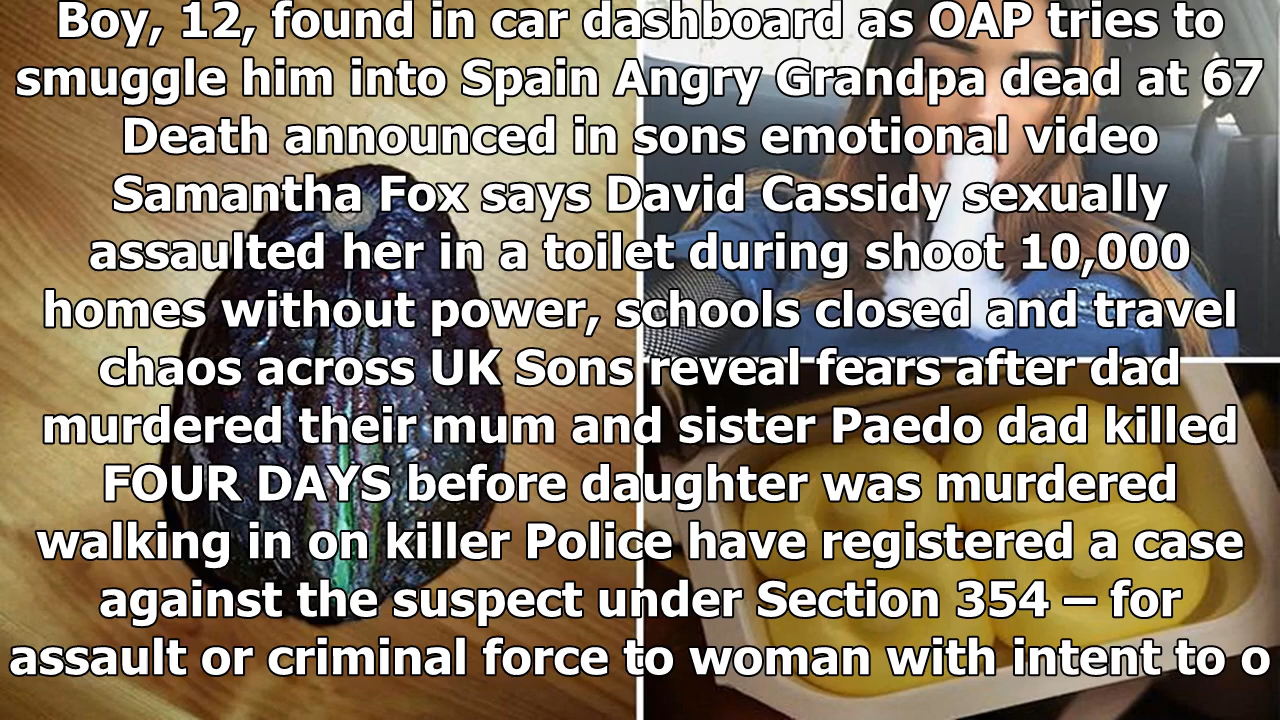 Boy, 12, found in car dashboard as OAP tries to
smuggle him into Spain Angry Grandpa dead at 67
Death announced in sons emotional video
Samantha Fox says David Cassidy sexually
assaulted her in a toilet during shoot 10,000
homes without power, schools closed and travel
chaos across UK Sons reveal fears after dad
murdered their mum and sister Paedo dad killed
FOUR DAYS before daughter was murdered
walking in on killer Police have registered a case
against the suspect under Section 354 – for
assault or criminal force to woman with intent to o